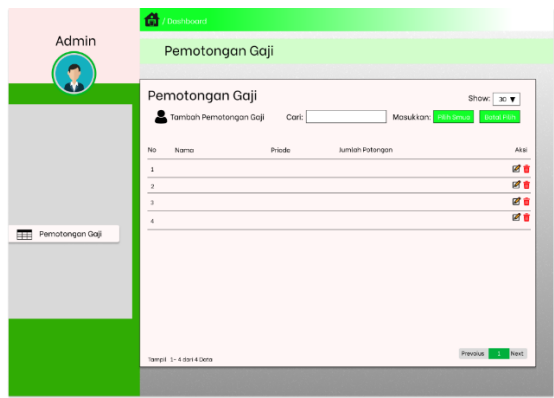 Admin
/ Dashboard
Pemotongan Gaji
Pemotongan Gaji
Show: 30 ▼
Tambah Pemotongan Gaji Cari: Masukkan: Pilih Smua Batal Pilih
No Nama Priode Jumlah Potongan Aksi
1
2
3
4
Pemotongan Gaji
Tampil 1- 4 dari 4 Data
Previous 1 Next